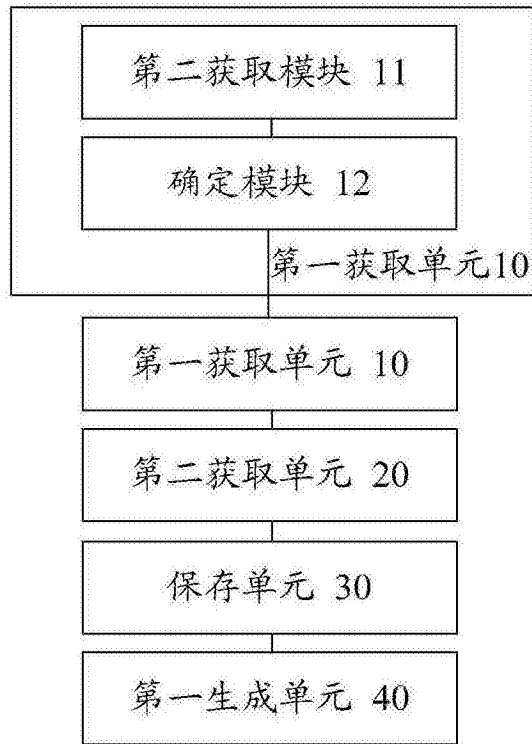 第二获取模块 11
确定模块 12
第一获取单元10
第一获取单元 10
第二获取单元 20
保存单元 30
第一生成单元 40